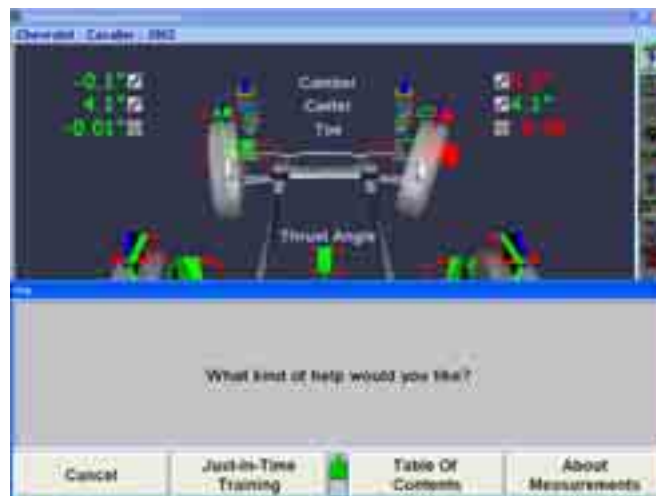 Chevrolet : Cavalier : 2002
-0.1° Camber
4.1° Caster 4.1°
-0.01° Toe
Thrust Angle
What kind of help would you like?
Cancel
Just-In-Time
Training
Table Of
Contents
About
Measurements